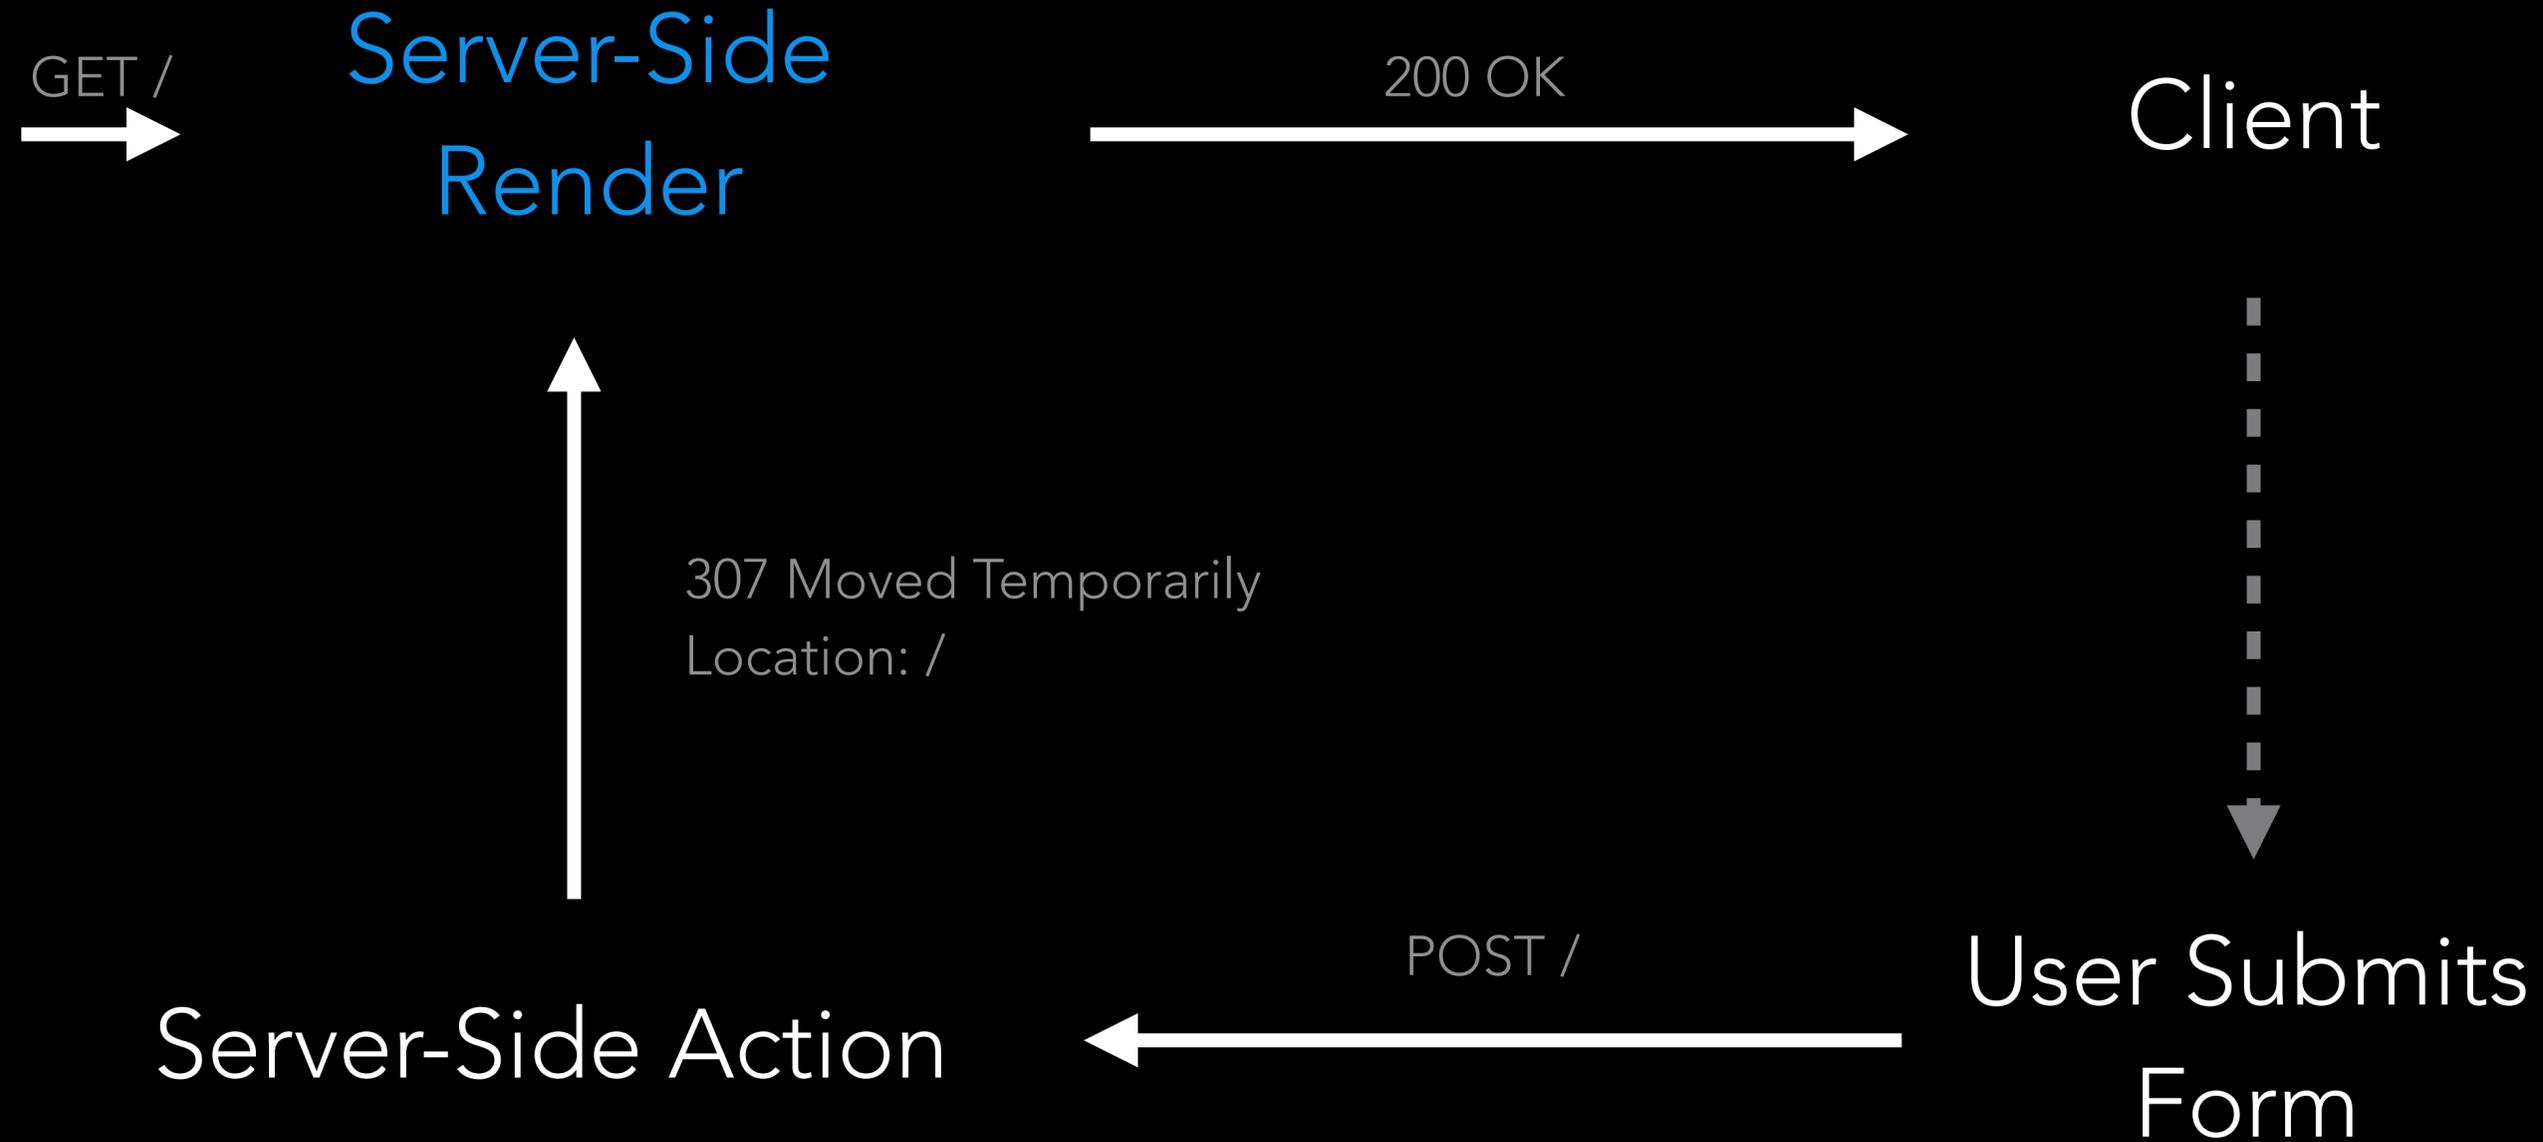 GET /
Server-Side
Render
200 OK
Client
307 Moved Temporarily
Location: /
POST /
User Submits
Form
Server-Side Action